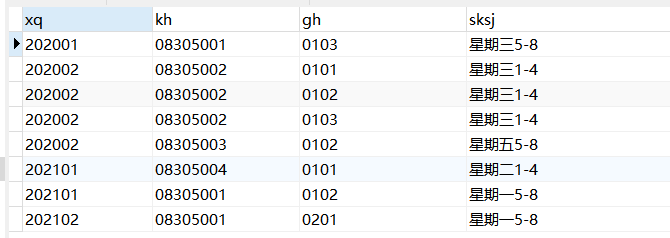 xq kh gh sksj
202001 08305001 0103 星期三5-8
202002 08305002 0101 星期三1-4
202002 08305002 0102 星期三1-4
202002 08305002 0103 星期三1-4
202002 08305003 0102 星期五5-8
202101 08305004 0101 星期二1-4
202101 08305001 0102 星期一5-8
202102 08305001 0201 星期一5-8